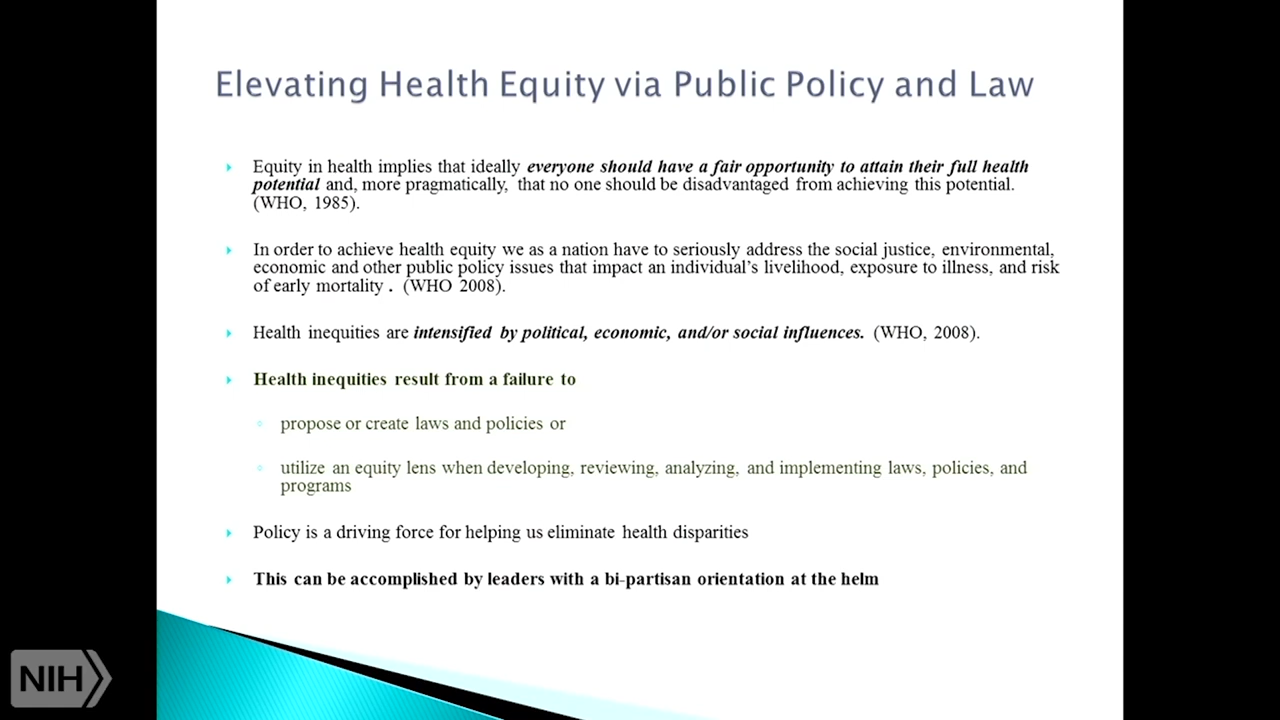 Elevating Health Equity via Public Policy and Law
Equity in health implies that ideally everyone should have a fair opportunity to attain their full health
potential and, more pragmatically, that no one should be disadvantaged from achieving this potential.
(WHO, 1985).
In order to achieve health equity we as a nation have to seriously address the social justice, environmental,
economic and other public policy issues that impact an individual's livelihood, exposure to illness, and risk
of early mortality . (WHO 2008).
Health inequities are intensified by political, economic, and/or social influences. (WHO, 2008).
Health inequities result from a failure to
propose or create laws and policies or
utilize an equity lens when developing, reviewing, analyzing, and implementing laws, policies, and
programs
Policy is a driving force for helping us eliminate health disparities
This can be accomplished by leaders with a bi-partisan orientation at the helm
NIH